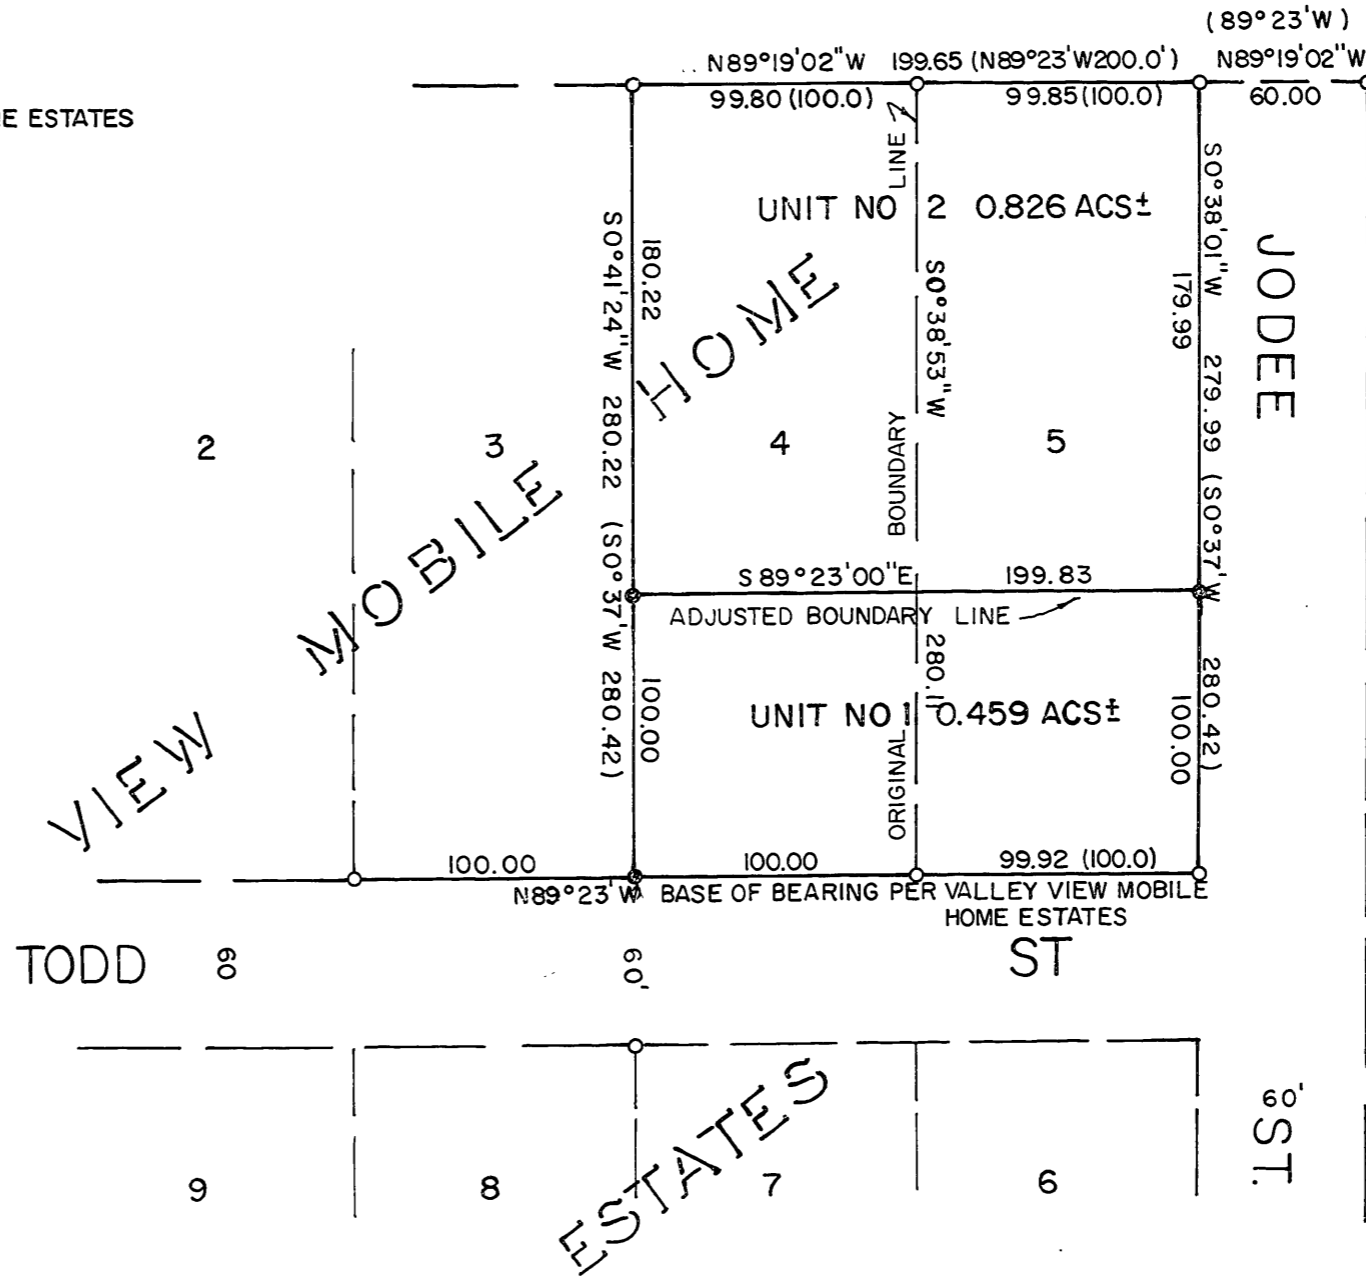 (89°23'W)
N89°19'02"W 199.65 (N89°23'W200.0') N89°19'02"W
99.80 (100.0) 99.85(100.0) 60.00
E ESTATES
LINE
UNIT NO 2 0.826 ACS±
S0°41'24"W 280.22 (S0°37'W 280.42)
180.22
S0°38'53"W
280.11
S0°38'01"W 279.99 (S0°37'W 280.42)
179.99
JODEE
2
3
4
5
ORIGINAL BOUNDARY
VIEW MOBILE HOME
S89°23'00"E 199.83
ADJUSTED BOUNDARY LINE
100.00
UNIT NO 1 0.459 ACS±
100.00
100.00 100.00 99.92 (100.0)
N89°23'W BASE OF BEARING PER VALLEY VIEW MOBILE
HOME ESTATES
TODD 60 60' ST
ESTATES
60'
ST.
9 8 7 6